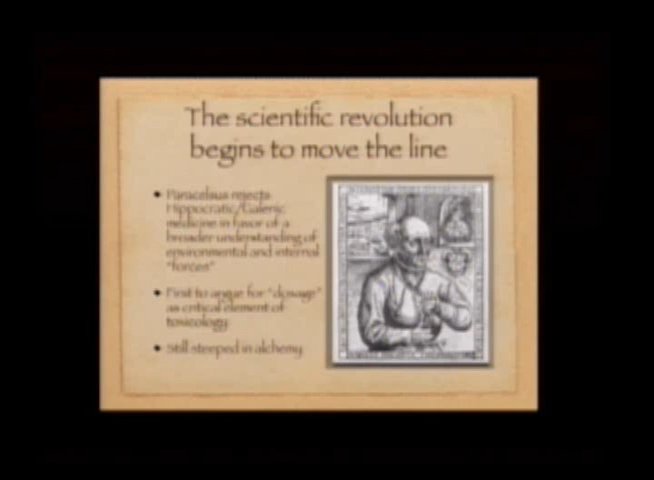 The scientific revolution
begins to move the line
• Paracelsus rejects
Hippocratic/Galenic
medicine in favor of a
broader understanding of
environmental and internal
"forces"
• First to argue for "dosage"
as critical element of
toxicology
• Still steeped in alchemy